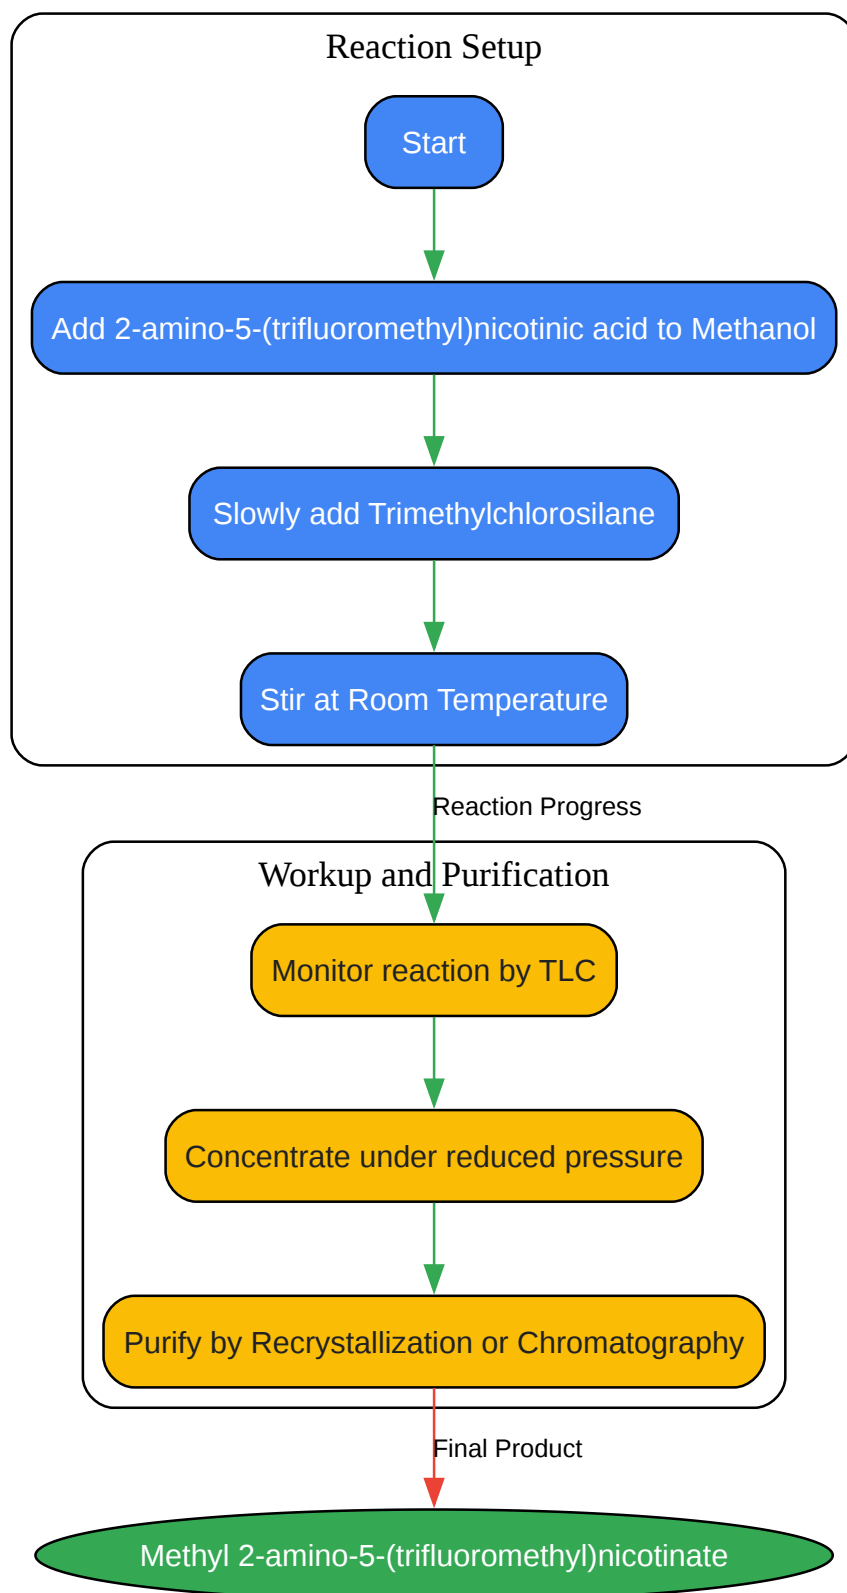 Reaction Setup
Start
Add 2-amino-5-(trifluoromethyl)nicotinic acid to Methanol
Slowly add Trimethylchlorosilane
Stir at Room Temperature
Reaction Progress
Workup and Purification
Monitor reaction by TLC
Concentrate under reduced pressure
Purify by Recrystallization or Chromatography
Final Product
Methyl 2-amino-5-(trifluoromethyl)nicotinate